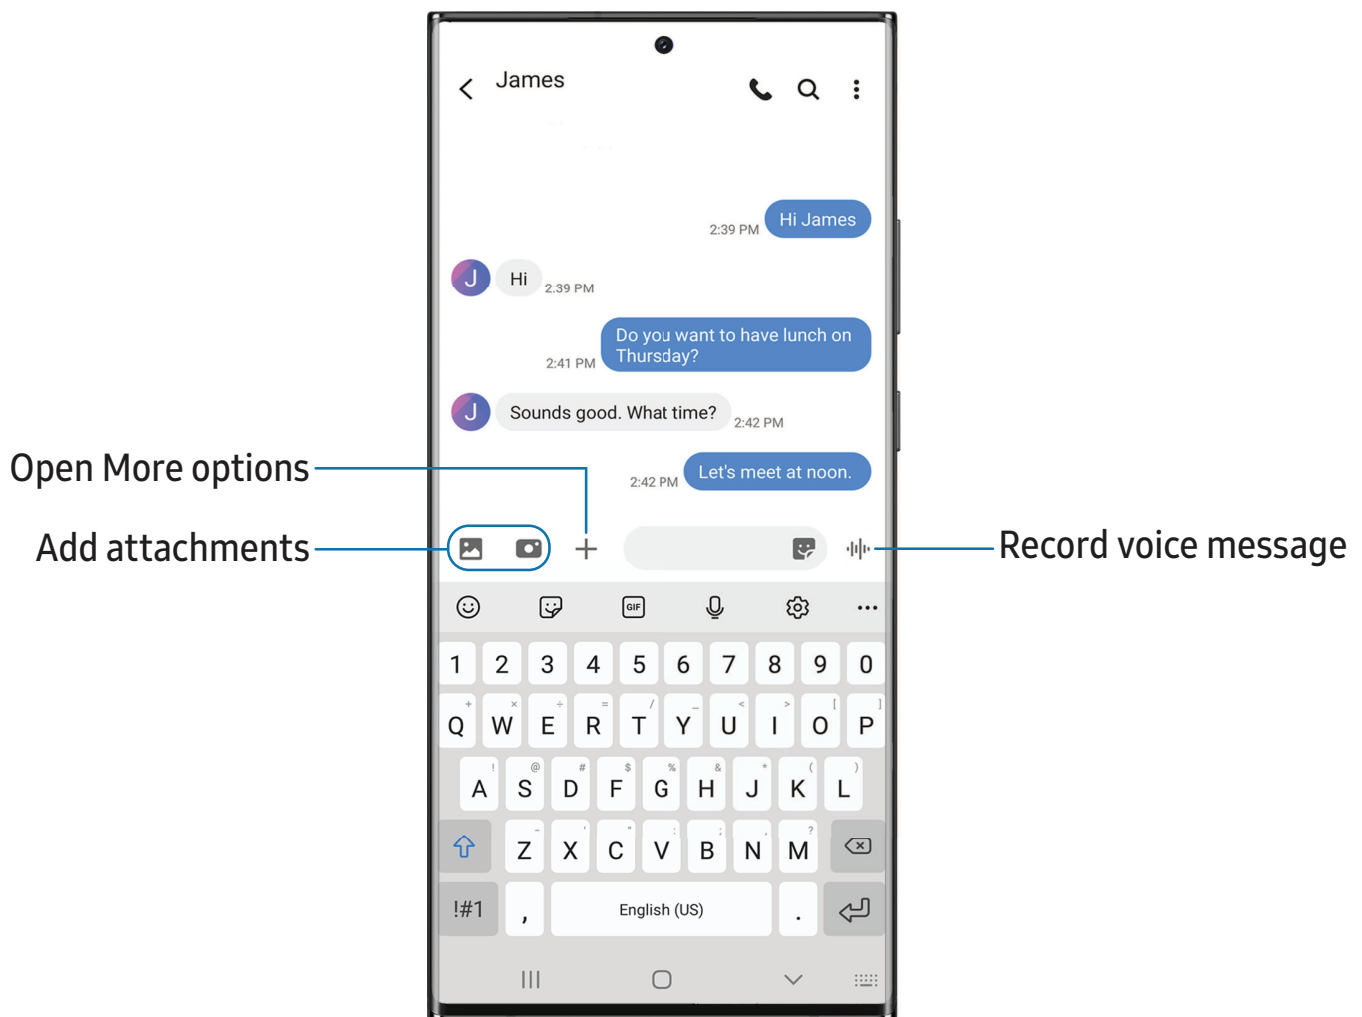 James
Hi James
2:39 PM
J
Hi
2.39 PM
Do you want to have lunch on
Thursday?
2:41 PM
J
Sounds good. What time?
2:42 PM
Open More options
Let's meet at noon.
2:42 PM
Add attachments
Record voice message
GIF
1 2 3 4 5 6 7 8 9 0
+ × ÷ = / _ < > [ ]
Q W E R T Y U I O P
! @ # $ % & * ( )
A S D F G H J K L
- ' " : ; , ?
Z X C V B N M
!#1 , English (US) .